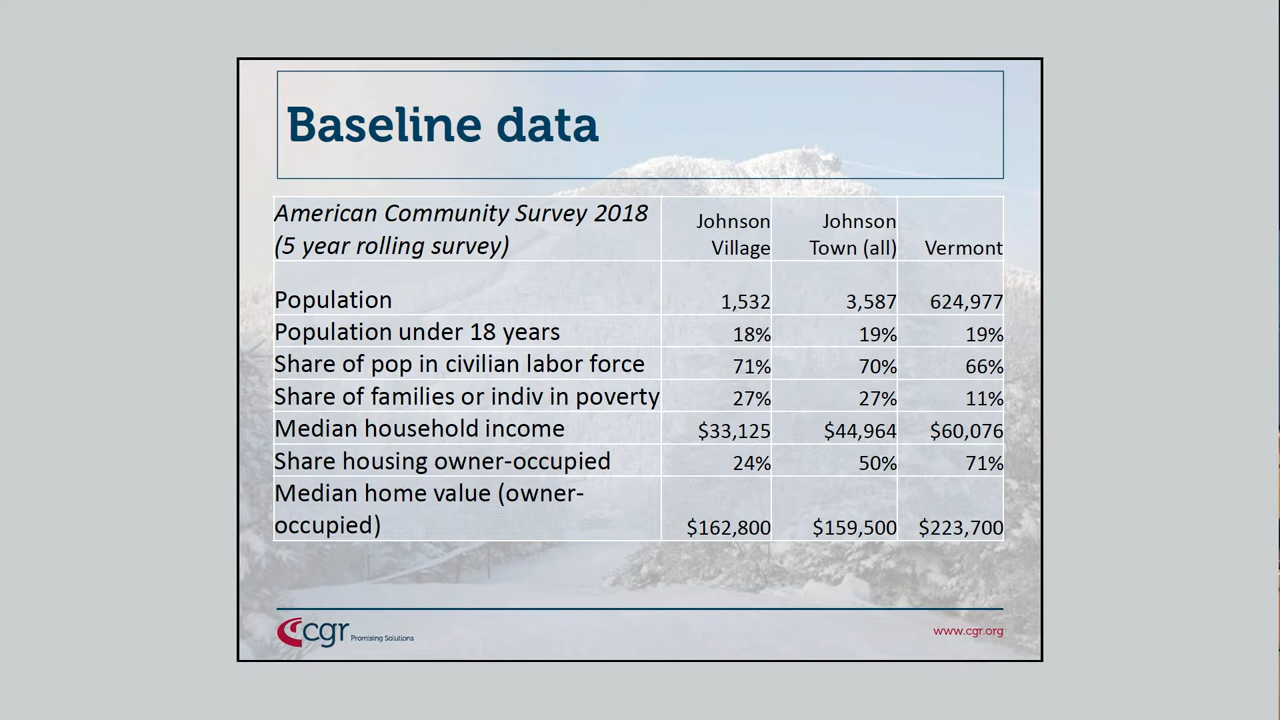 Baseline data
American Community Survey 2018
(5 year rolling survey)
Johnson
Village
Johnson
Town (all)
Vermont
Population 1,532 3,587 624,977
Population under 18 years 18% 19% 19%
Share of pop in civilian labor force 71% 70% 66%
Share of families or indiv in poverty 27% 27% 11%
Median household income $33,125 $44,964 $60,076
Share housing owner-occupied 24% 50% 71%
Median home value (owner-
occupied) $162,800 $159,500 $223,700
cgr Promising Solutions
www.cgr.org